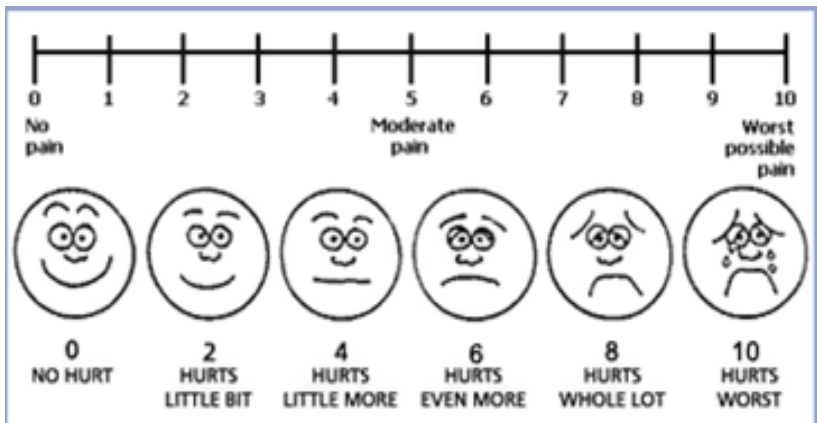 0 1 2 3 4 5 6 7 8 9 10
No Moderate Worst
pain pain possible
pain
0 2 4 6 8 10
NO HURT HURTS HURTS HURTS HURTS HURTS
LITTLE BIT LITTLE MORE EVEN MORE WHOLE LOT WORST